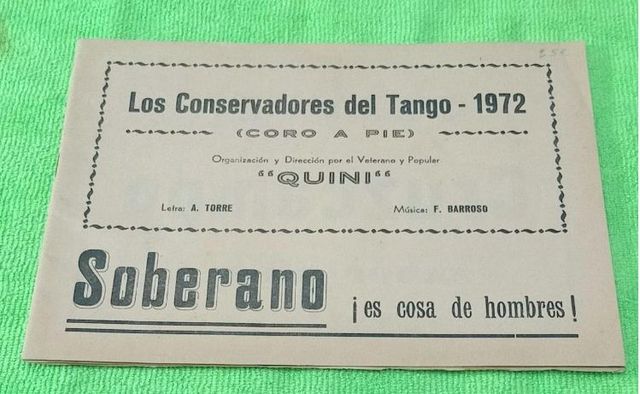 Los Conservadores del Tango - 1972
(CORO A PIE)
Organización y Dirección por el Veterano y Popular
“QUINI“
Letra: A. TORRE Música: F. BARROSO
Soberano ¡es cosa de hombres!